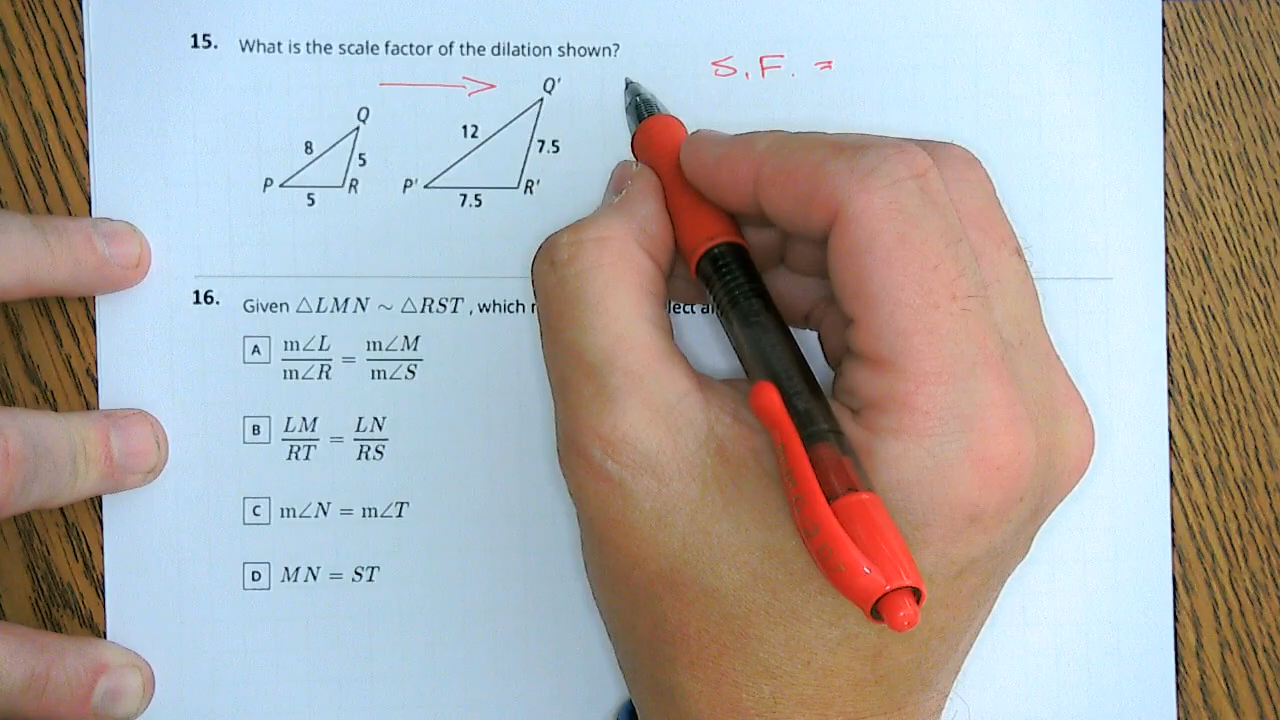 15. What is the scale factor of the dilation shown?
S.F. =
Q'
Q
12
8
7.5
5
P
R
P'
R'
5
7.5
16. Given △LMN ~ △RST, which
A m∠L/m∠R = m∠M/m∠S
B LM/RT = LN/RS
C m∠N = m∠T
D MN = ST